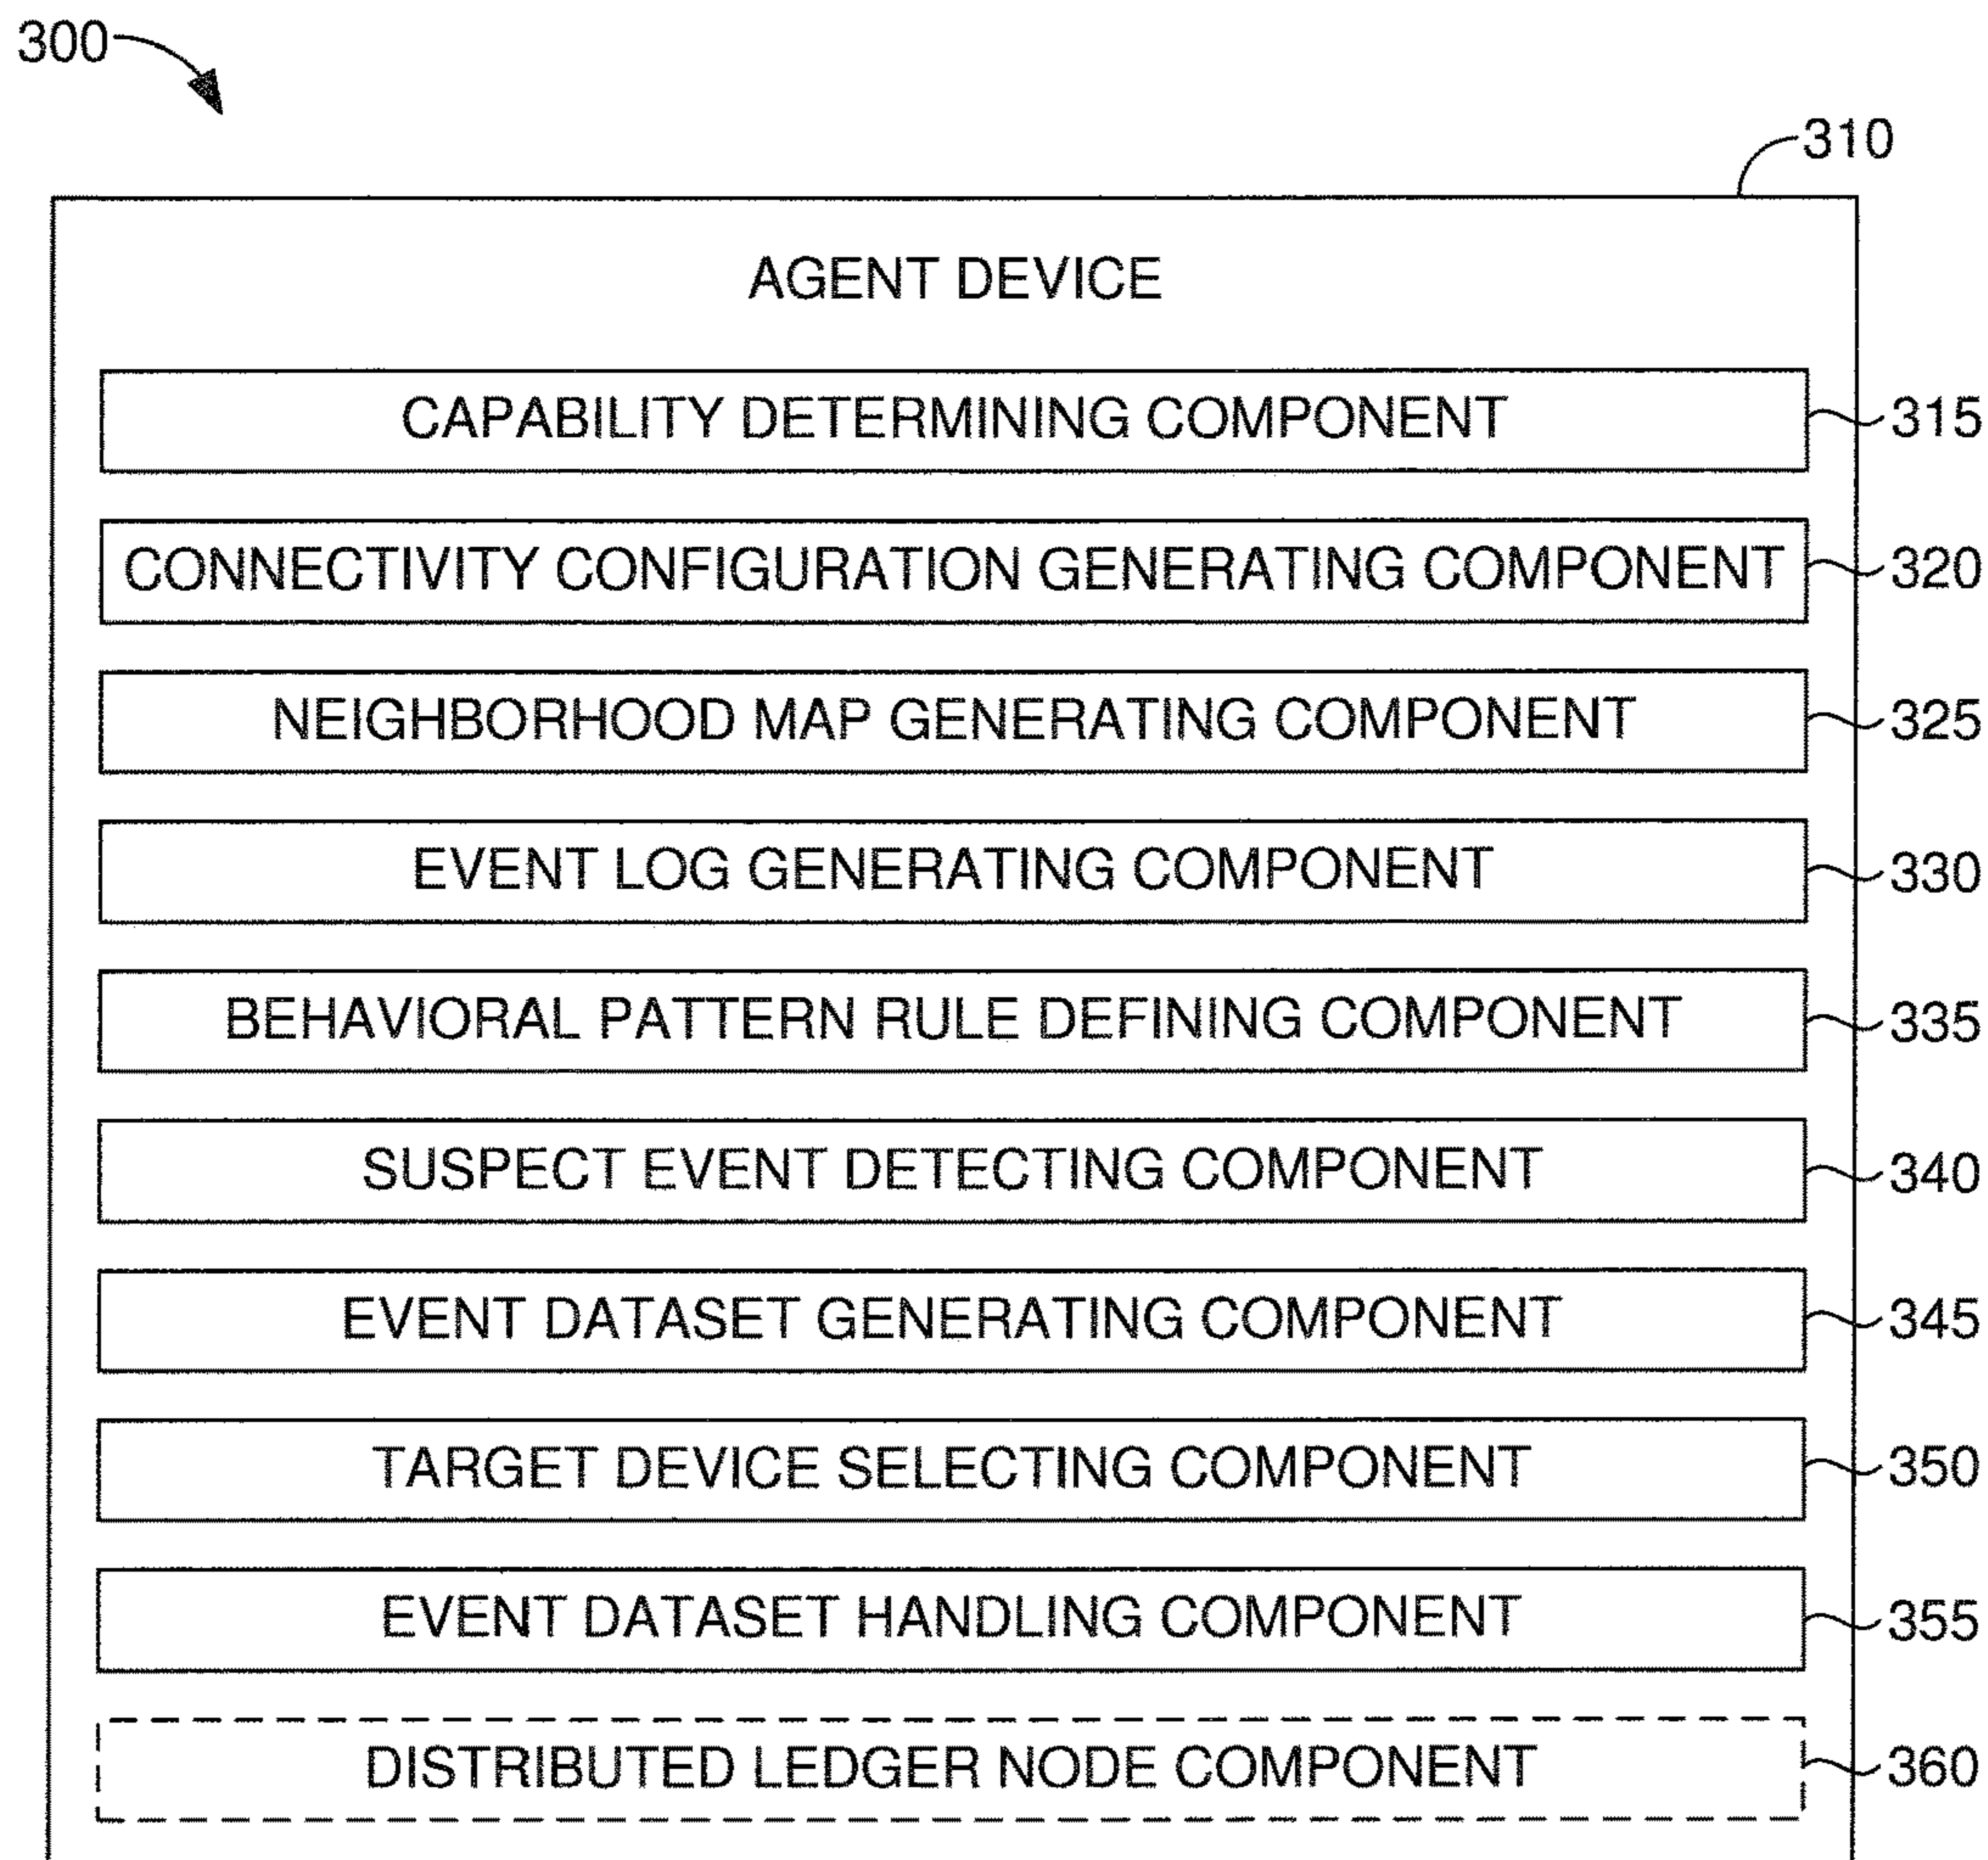 300
310
AGENT DEVICE
CAPABILITY DETERMINING COMPONENT 315
CONNECTIVITY CONFIGURATION GENERATING COMPONENT 320
NEIGHBORHOOD MAP GENERATING COMPONENT 325
EVENT LOG GENERATING COMPONENT 330
BEHAVIORAL PATTERN RULE DEFINING COMPONENT 335
SUSPECT EVENT DETECTING COMPONENT 340
EVENT DATASET GENERATING COMPONENT 345
TARGET DEVICE SELECTING COMPONENT 350
EVENT DATASET HANDLING COMPONENT 355
DISTRIBUTED LEDGER NODE COMPONENT 360